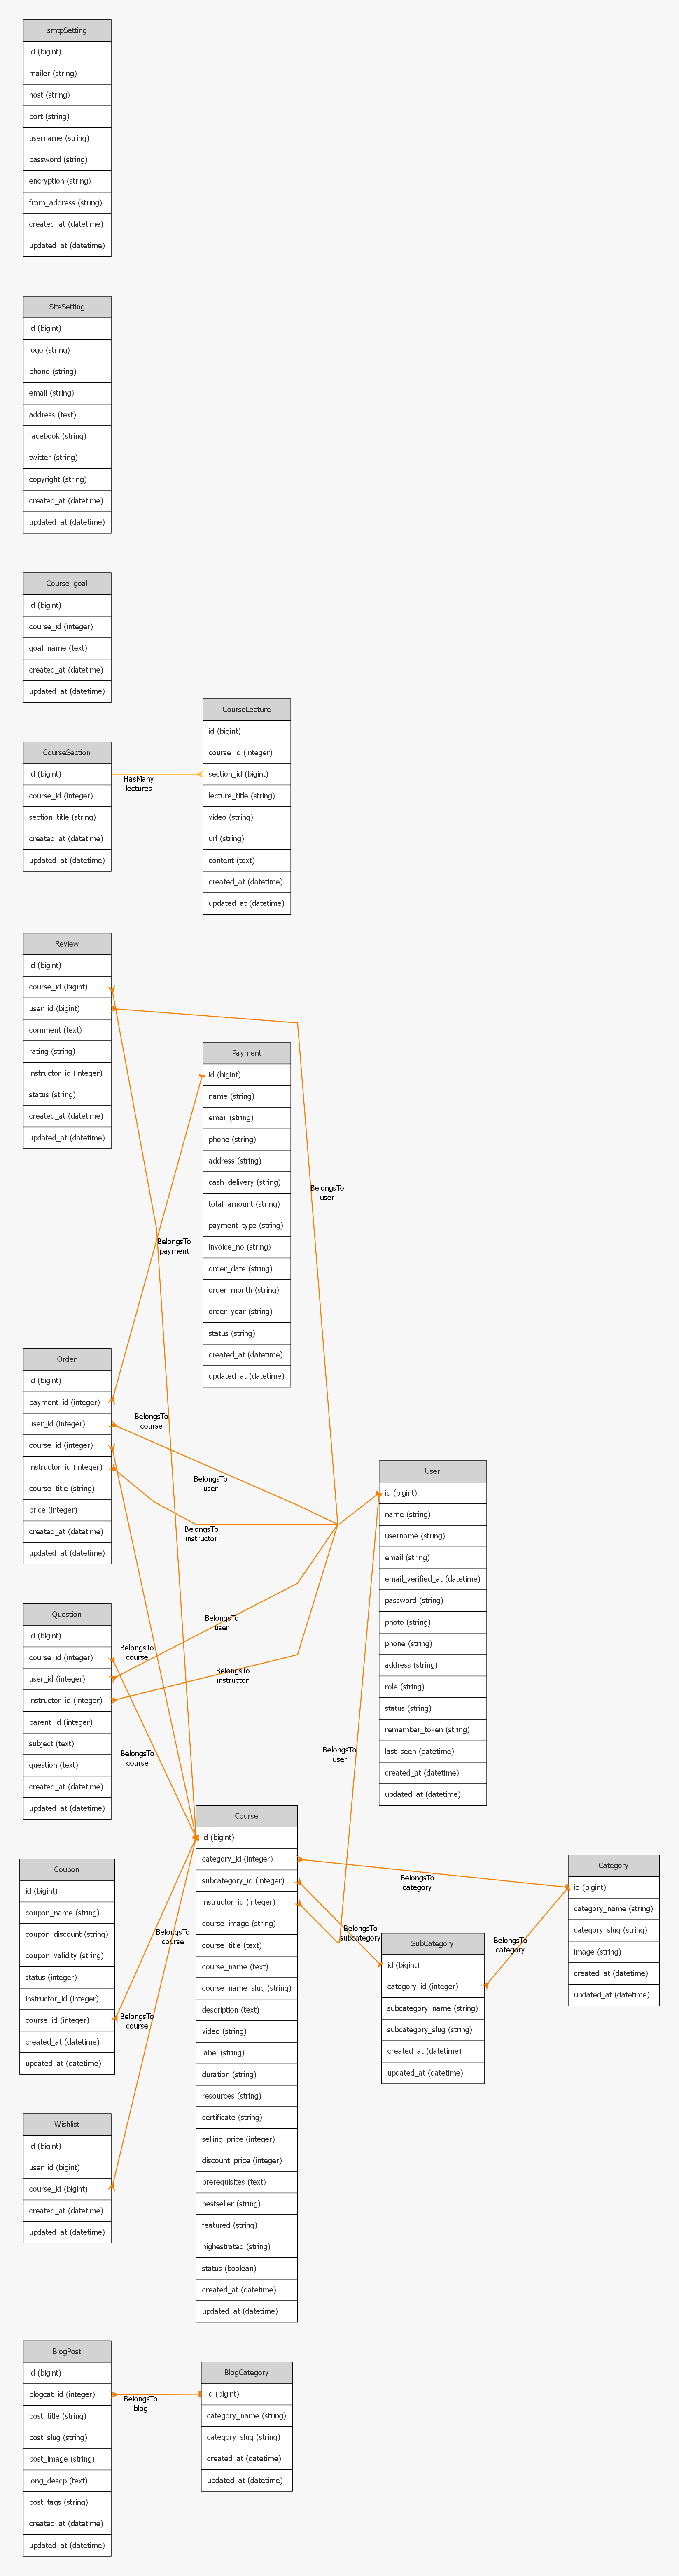 smtpSetting
id (bigint)
mailer (string)
host (string)
port (string)
username (string)
password (string)
encryption (string)
from_address (string)
created_at (datetime)
updated_at (datetime)
SiteSetting
id (bigint)
logo (string)
phone (string)
email (string)
address (text)
facebook (string)
twitter (string)
copyright (string)
created_at (datetime)
updated_at (datetime)
Course_goal
id (bigint)
course_id (integer)
goal_name (text)
created_at (datetime)
updated_at (datetime)
CourseSection
id (bigint)
course_id (integer)
section_title (string)
created_at (datetime)
updated_at (datetime)
HasMany
lectures
CourseLecture
id (bigint)
course_id (integer)
section_id (bigint)
lecture_title (string)
video (string)
url (string)
content (text)
created_at (datetime)
updated_at (datetime)
Review
id (bigint)
course_id (bigint)
user_id (bigint)
comment (text)
rating (string)
instructor_id (integer)
status (string)
created_at (datetime)
updated_at (datetime)
Payment
id (bigint)
name (string)
email (string)
phone (string)
address (string)
cash_delivery (string)
total_amount (string)
payment_type (string)
invoice_no (string)
order_date (string)
order_month (string)
order_year (string)
status (string)
created_at (datetime)
updated_at (datetime)
BelongsTo
user
BelongsTo
payment
Order
id (bigint)
payment_id (integer)
user_id (integer)
course_id (integer)
instructor_id (integer)
course_title (string)
price (integer)
created_at (datetime)
updated_at (datetime)
BelongsTo
course
BelongsTo
user
BelongsTo
instructor
User
id (bigint)
name (string)
username (string)
email (string)
email_verified_at (datetime)
password (string)
photo (string)
phone (string)
address (string)
role (string)
status (string)
remember_token (string)
last_seen (datetime)
created_at (datetime)
updated_at (datetime)
Question
id (bigint)
course_id (integer)
user_id (integer)
instructor_id (integer)
parent_id (integer)
subject (text)
question (text)
created_at (datetime)
updated_at (datetime)
BelongsTo
user
BelongsTo
course
BelongsTo
instructor
BelongsTo
course
BelongsTo
user
Course
id (bigint)
category_id (integer)
subcategory_id (integer)
instructor_id (integer)
course_image (string)
course_title (text)
course_name (text)
course_name_slug (string)
description (text)
video (string)
label (string)
duration (string)
resources (string)
certificate (string)
selling_price (integer)
discount_price (integer)
prerequisites (text)
bestseller (string)
featured (string)
highestrated (string)
status (boolean)
created_at (datetime)
updated_at (datetime)
Coupon
id (bigint)
coupon_name (string)
coupon_discount (string)
coupon_validity (string)
status (integer)
instructor_id (integer)
course_id (integer)
created_at (datetime)
updated_at (datetime)
BelongsTo
course
BelongsTo
course
BelongsTo
category
BelongsTo
subcategory
BelongsTo
category
SubCategory
id (bigint)
category_id (integer)
subcategory_name (string)
subcategory_slug (string)
created_at (datetime)
updated_at (datetime)
Category
id (bigint)
category_name (string)
category_slug (string)
image (string)
created_at (datetime)
updated_at (datetime)
Wishlist
id (bigint)
user_id (bigint)
course_id (bigint)
created_at (datetime)
updated_at (datetime)
BlogPost
id (bigint)
blogcat_id (integer)
post_title (string)
post_slug (string)
post_image (string)
long_descp (text)
post_tags (string)
created_at (datetime)
updated_at (datetime)
BelongsTo
blog
BlogCategory
id (bigint)
category_name (string)
category_slug (string)
created_at (datetime)
updated_at (datetime)